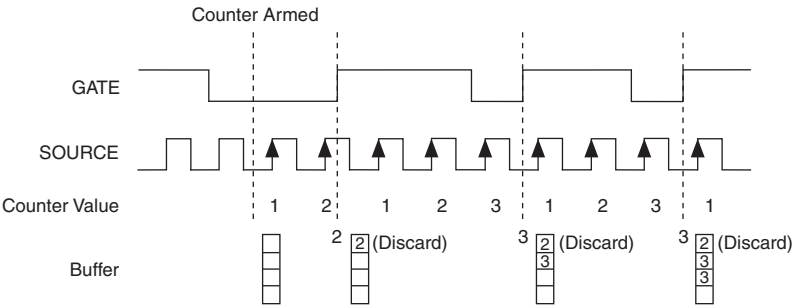 Counter Armed
GATE
SOURCE
Counter Value 1 2 1 2 3 1 2 3 1
2 2 (Discard) 3 2 (Discard) 3 2 (Discard)
3 3
Buffer 3